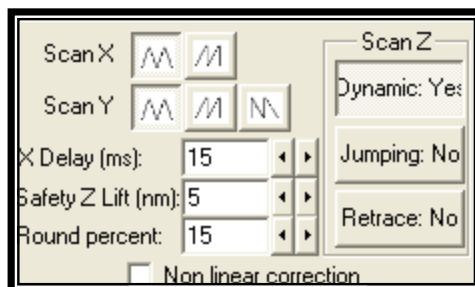 Scan X
Scan Y
X Delay (ms): 15
Safety Z Lift (nm): 5
Round percent: 15
Non linear correction
Scan Z
Dynamic: Yes
Jumping: No
Retrace: No